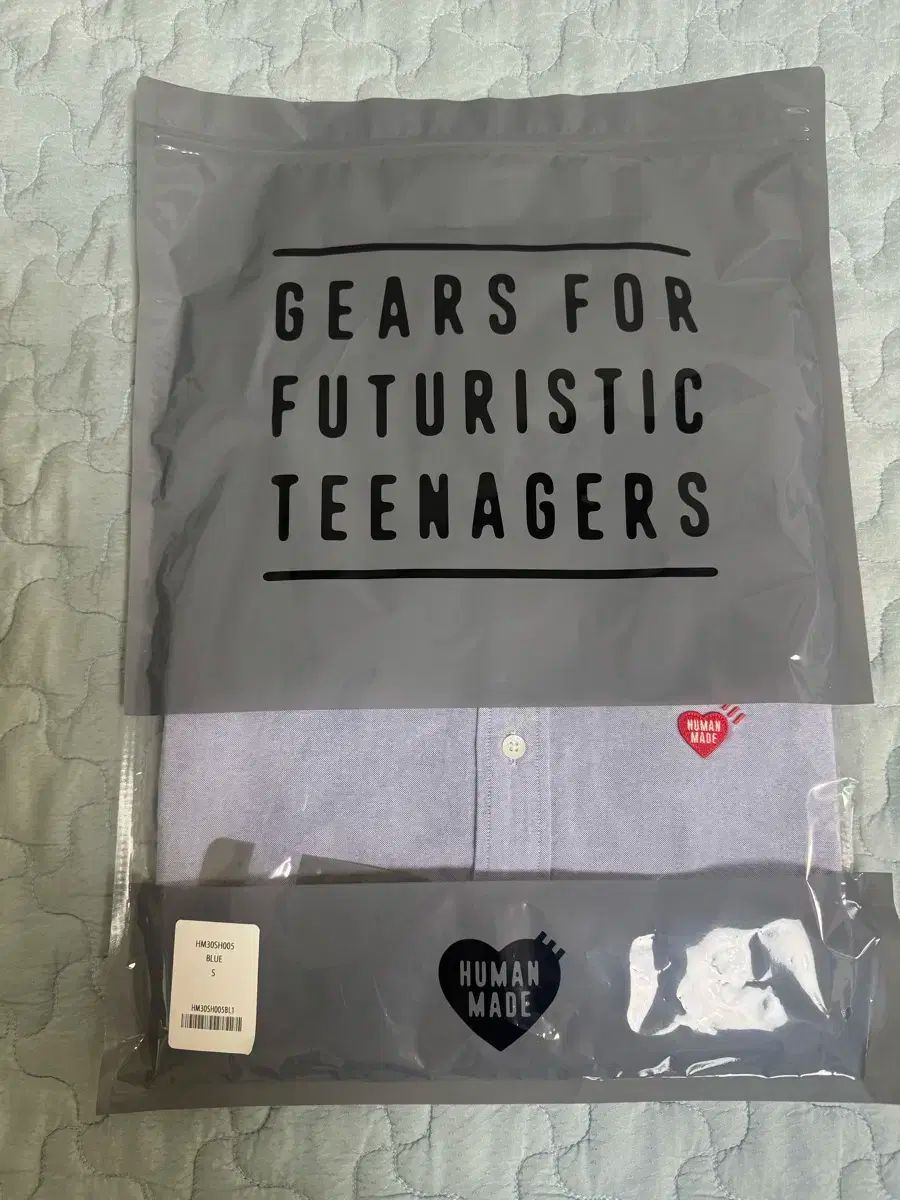 GEARS FOR
FUTURISTIC
TEENAGERS
HUMAN
MADE
HM30SH005
BLUE
S
HM30SH005BL1
HUMAN
MADE